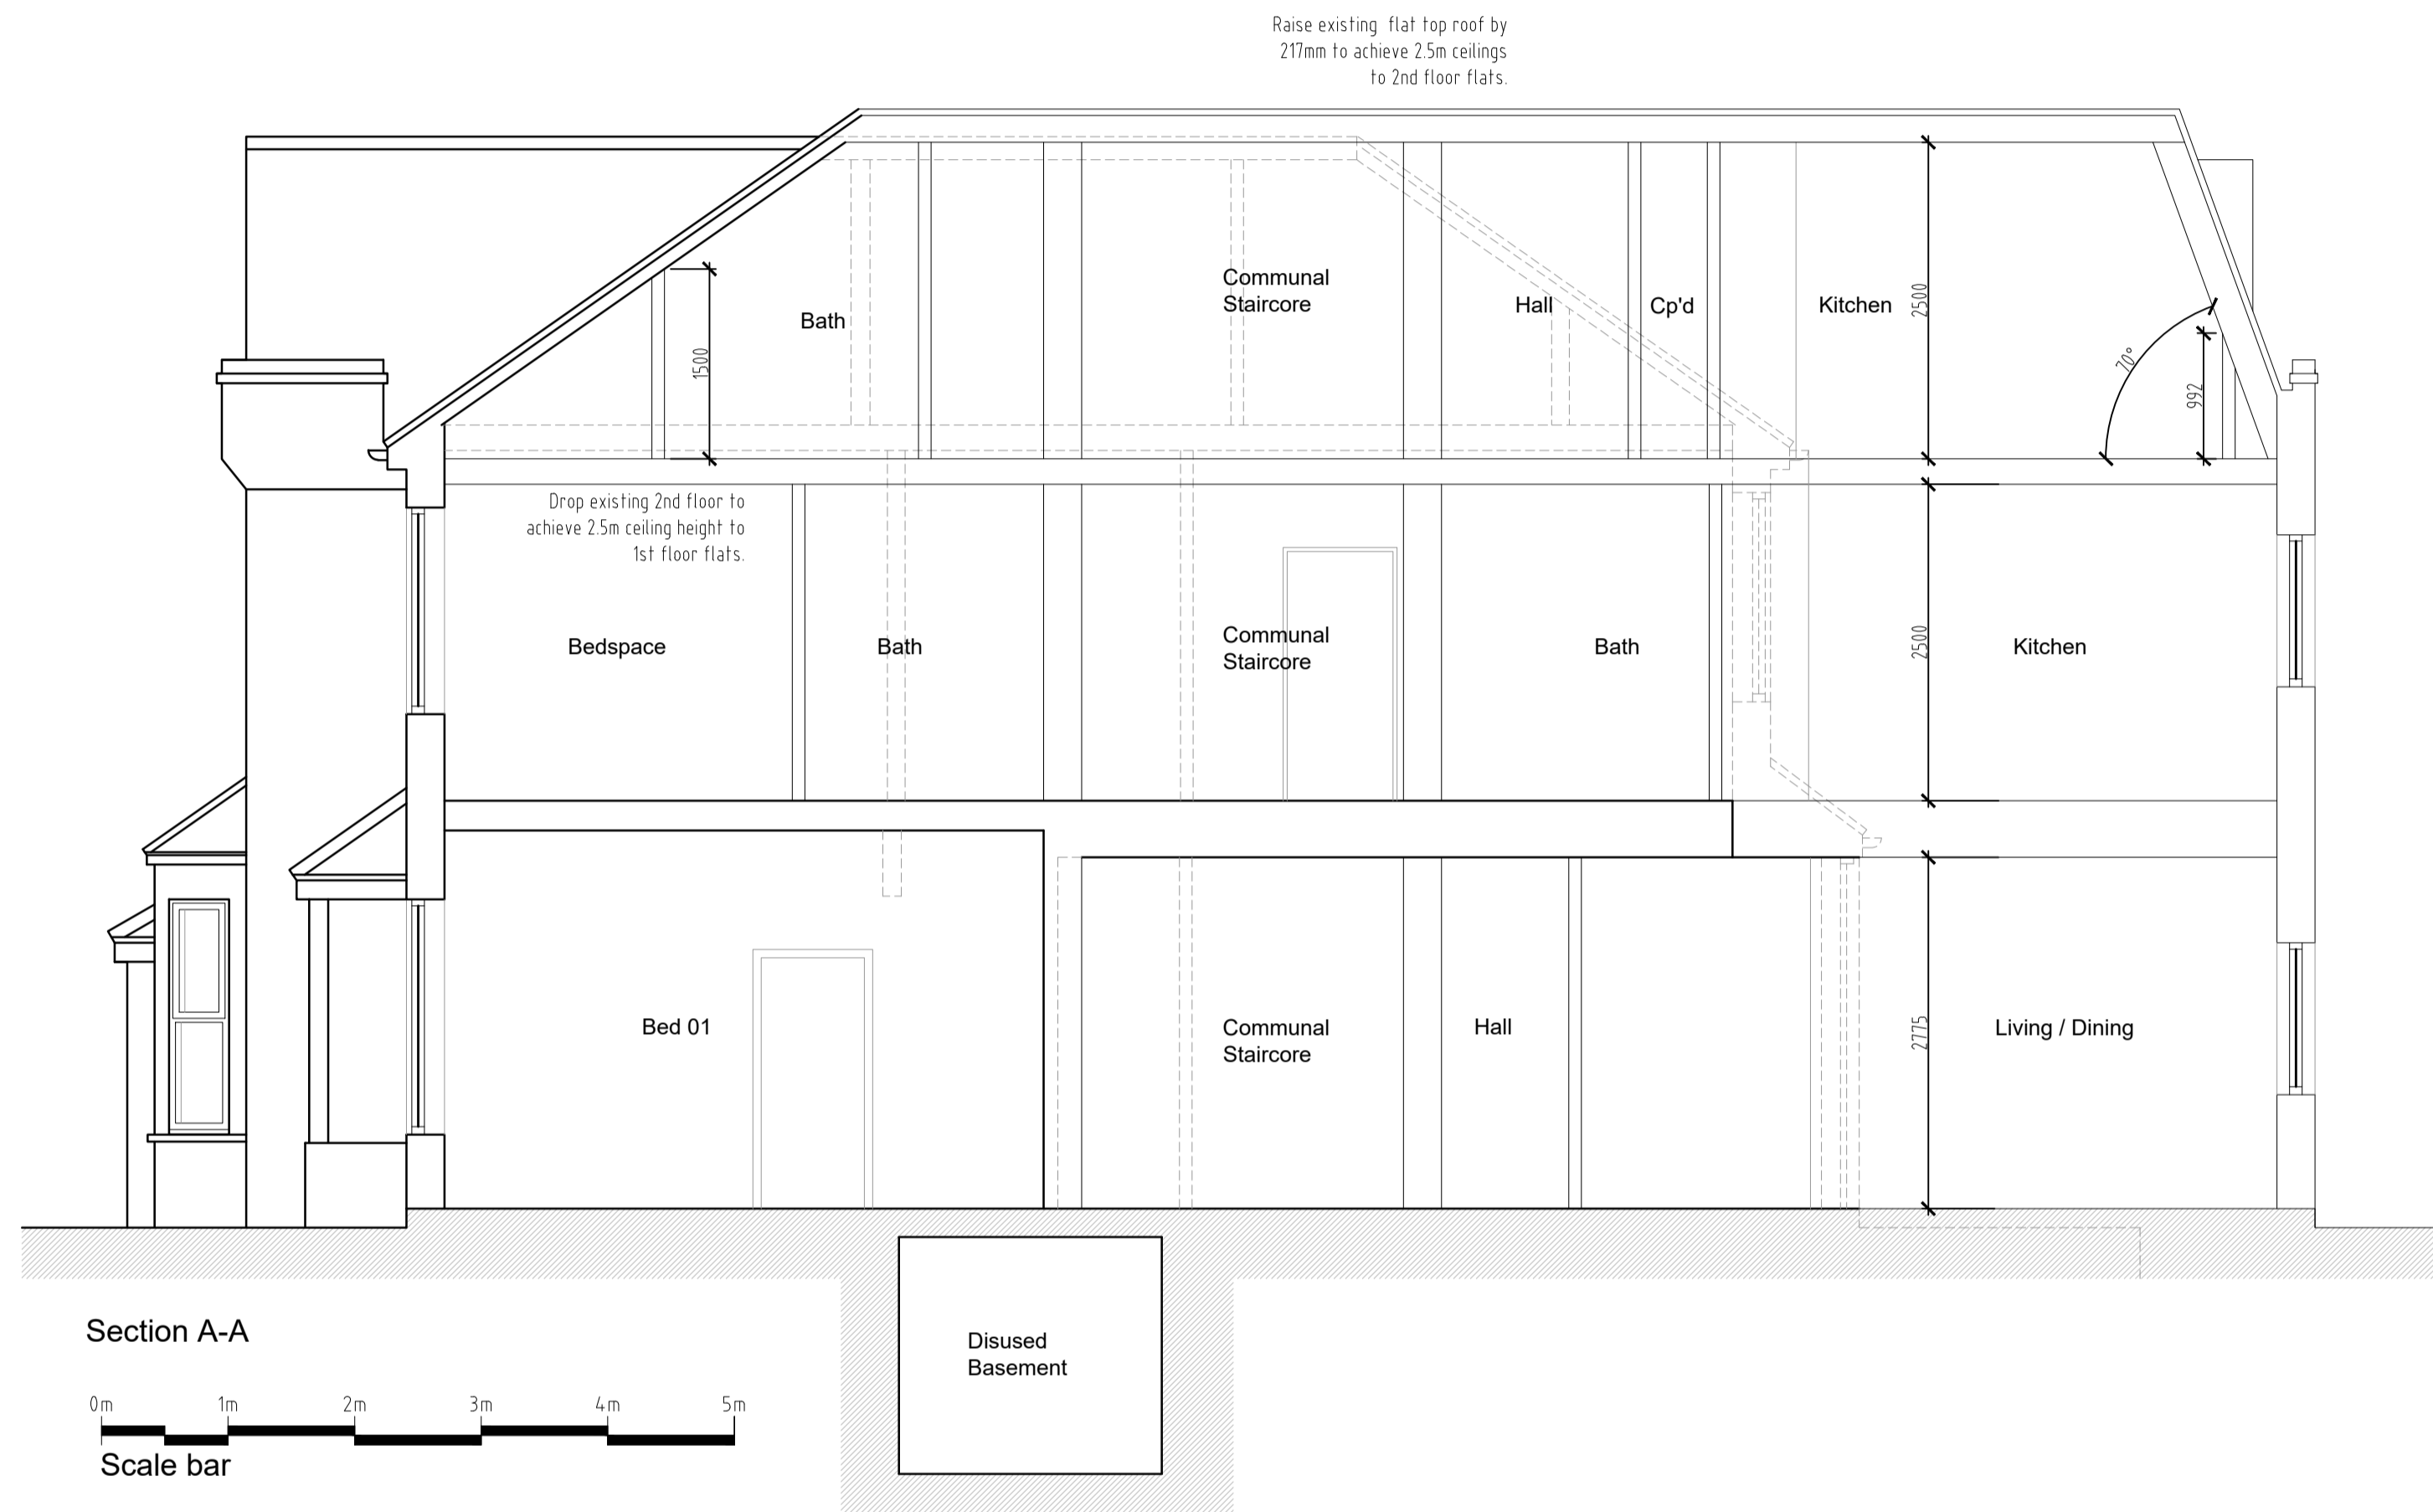 Raise existing flat top roof by
217mm to achieve 2.5m ceilings
to 2nd floor flats.
Communal
Staircore
Bath
Hall
Cp'd
Kitchen
2500
1500
70°
992
Drop existing 2nd floor to
achieve 2.5m ceiling height to
1st floor flats.
Bedspace
Bath
Communal
Staircore
Bath
2500
Kitchen
Bed 01
Communal
Staircore
Hall
2775
Living / Dining
Section A-A
Disused
Basement
0m 1m 2m 3m 4m 5m
Scale bar